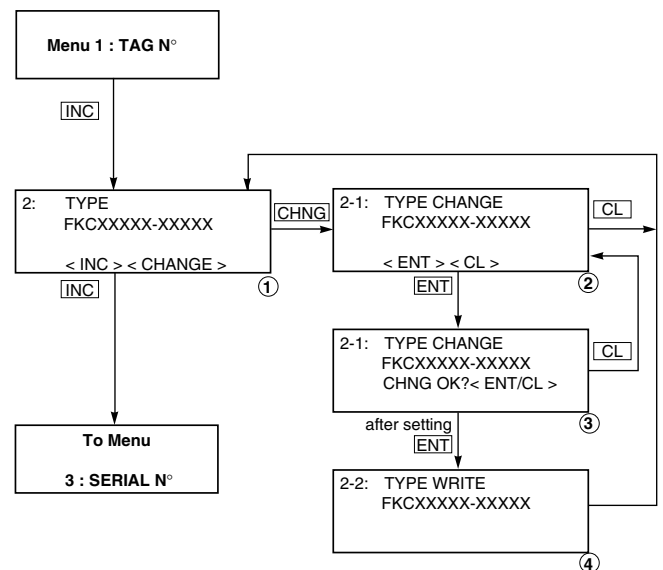 Menu 1 : TAG N°
INC
2: TYPE
FKCXXXXX-XXXXX
< INC > < CHANGE >
①
CHNG
2-1: TYPE CHANGE
FKCXXXXX-XXXXX
< ENT > < CL >
②
CL
INC
ENT
2-1: TYPE CHANGE
FKCXXXXX-XXXXX
CHNG OK?< ENT/CL >
③
CL
To Menu
3 : SERIAL N°
after setting
ENT
2-2: TYPE WRITE
FKCXXXXX-XXXXX
④